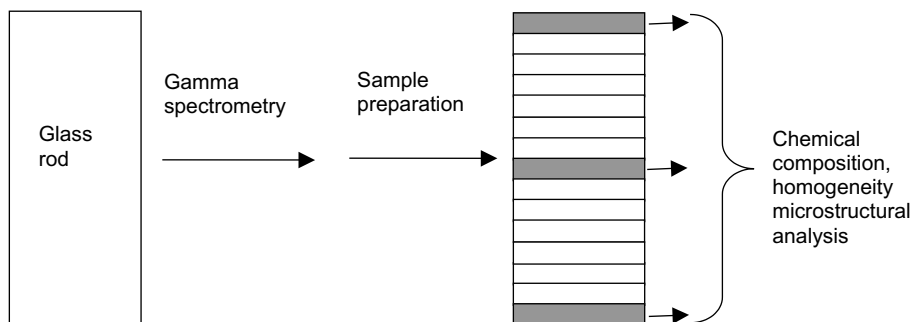 Glass
rod
Gamma
spectrometry
Sample
preparation
Chemical
composition,
homogeneity
microstructural
analysis